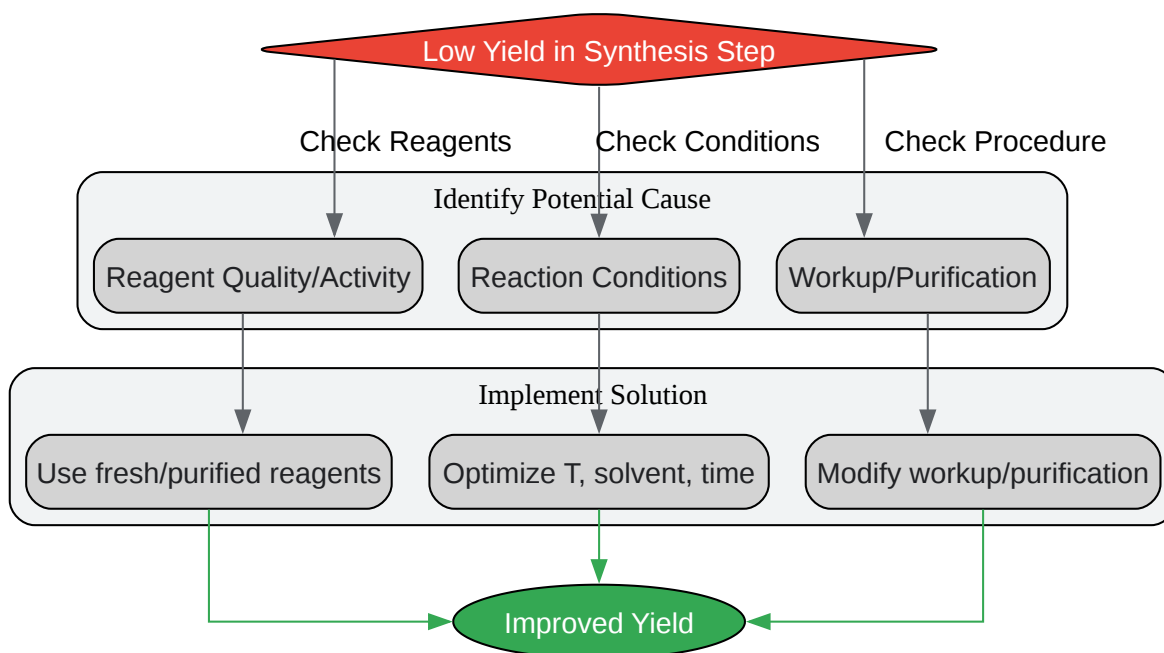 Low Yield in Synthesis Step
Check Reagents
Check Conditions
Check Procedure
Identify Potential Cause
Reagent Quality/Activity
Reaction Conditions
Workup/Purification
Implement Solution
Use fresh/purified reagents
Optimize T, solvent, time
Modify workup/purification
Improved Yield